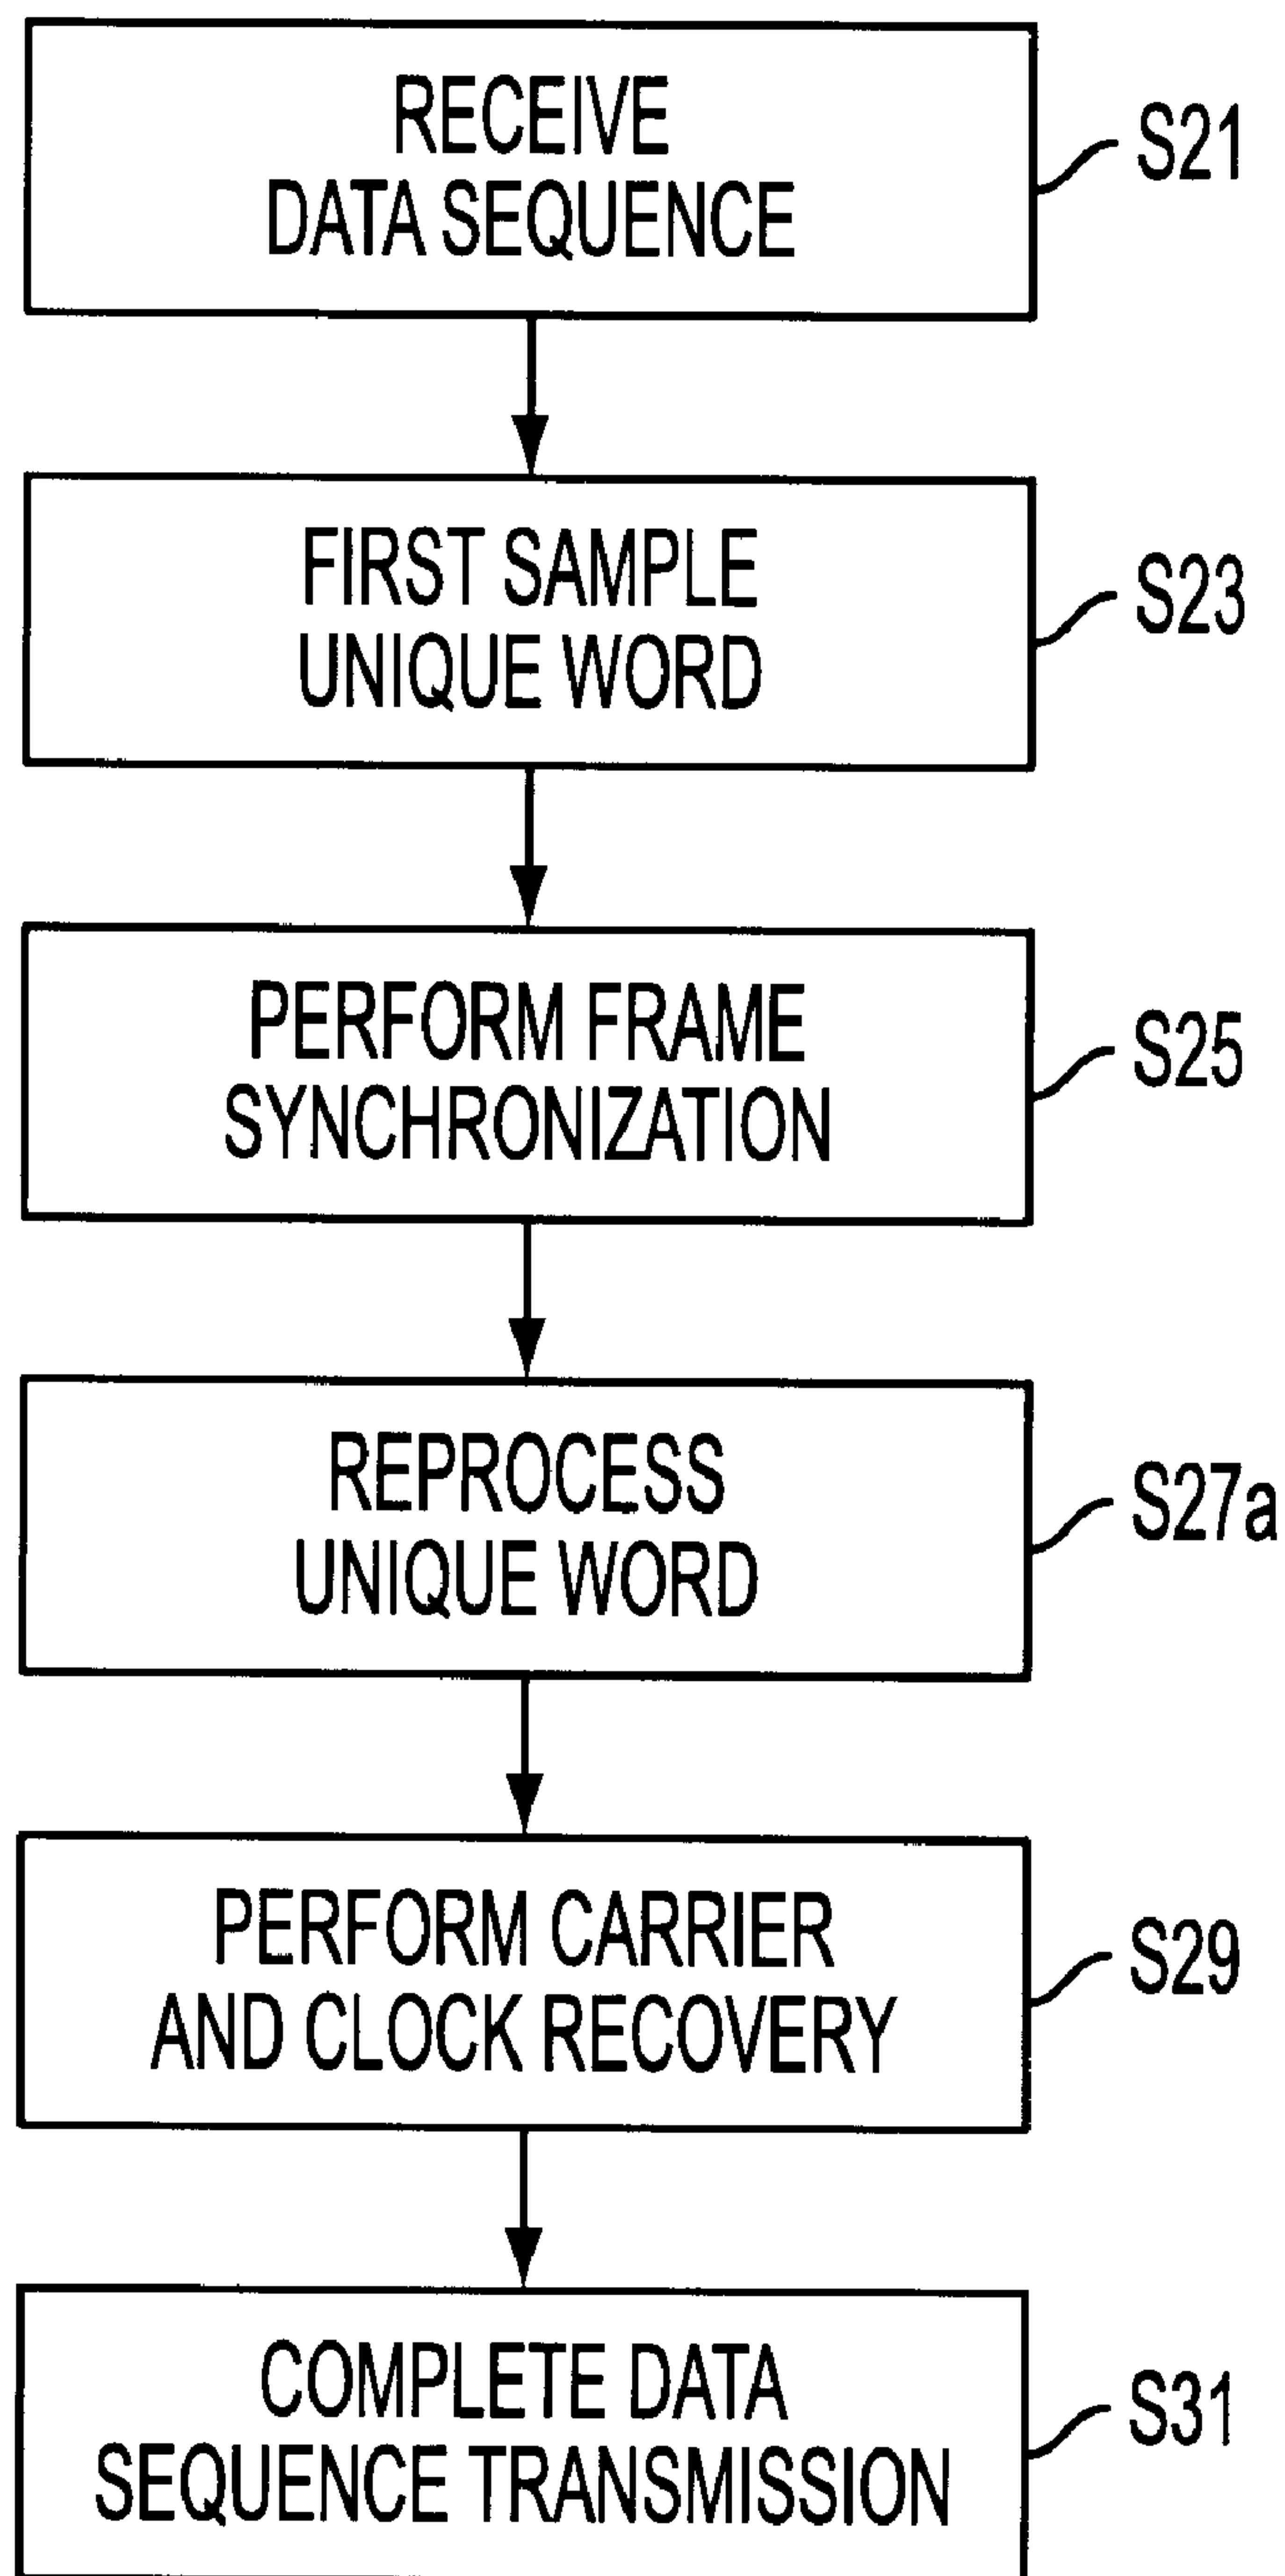 RECEIVE
DATA SEQUENCE
S21
FIRST SAMPLE
UNIQUE WORD
S23
PERFORM FRAME
SYNCHRONIZATION
S25
REPROCESS
UNIQUE WORD
S27a
PERFORM CARRIER
AND CLOCK RECOVERY
S29
COMPLETE DATA
SEQUENCE TRANSMISSION
S31